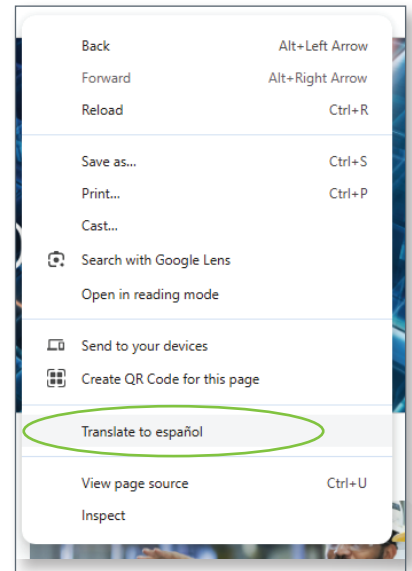 Back Alt+Left Arrow
Forward Alt+Right Arrow
Reload Ctrl+R
Save as... Ctrl+S
Print... Ctrl+P
Cast...
Search with Google Lens
Open in reading mode
Send to your devices
Create QR Code for this page
Translate to español
View page source Ctrl+U
Inspect